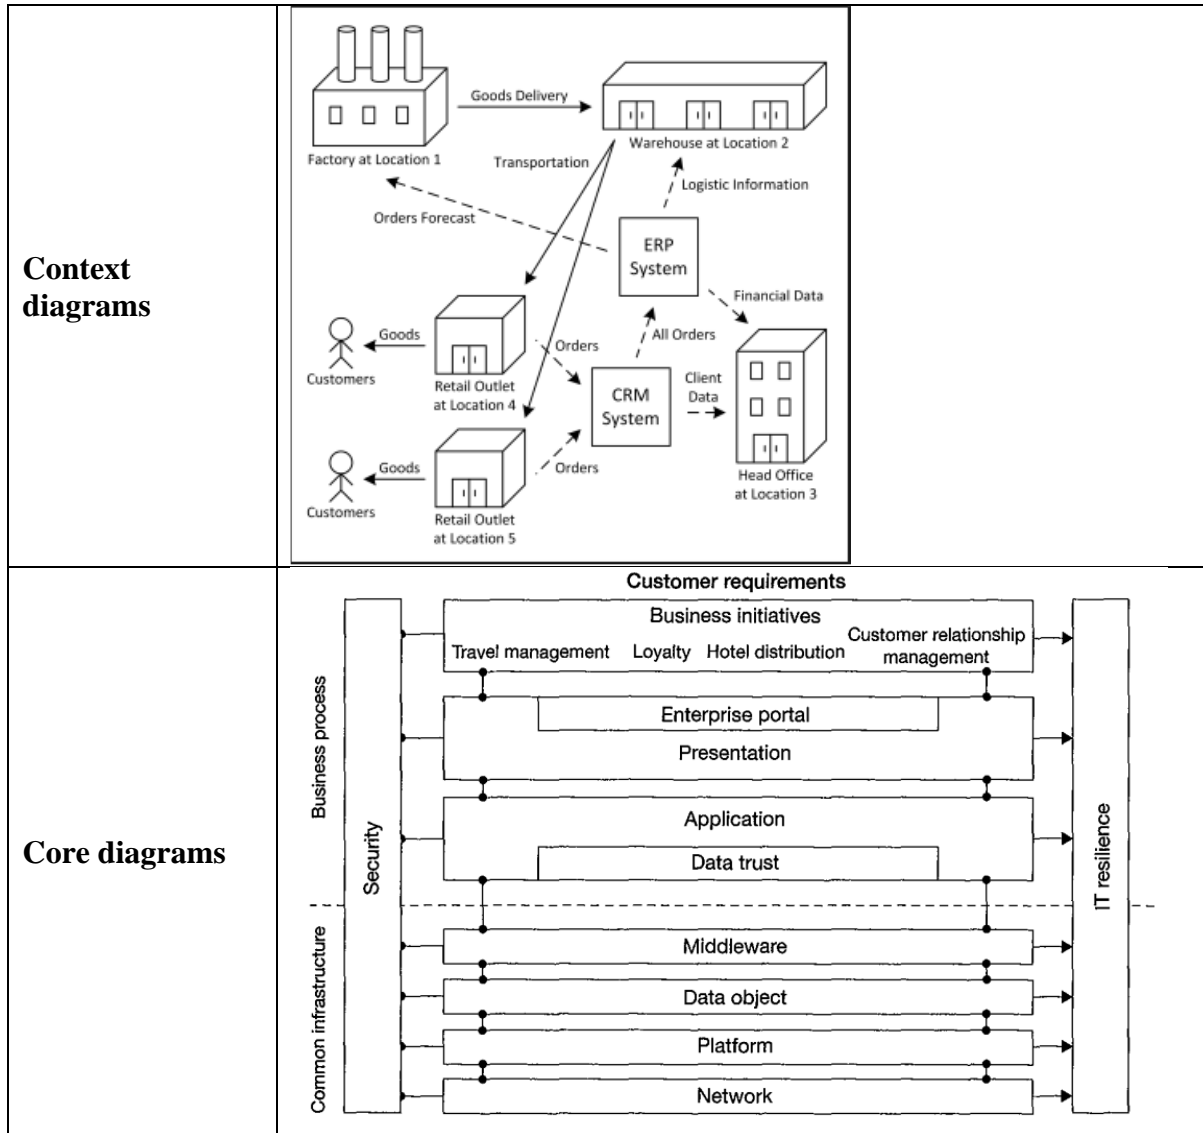 Context
diagrams
Goods Delivery
Factory at Location 1
Warehouse at Location 2
Transportation
Logistic Information
Orders Forecast
ERP
System
Financial Data
All Orders
Goods
Customers
Retail Outlet
at Location 4
Orders
CRM
System
Client
Data
Goods
Customers
Retail Outlet
at Location 5
Orders
Head Office
at Location 3
Core diagrams
Customer requirements
Business initiatives
Travel management
Loyalty
Hotel distribution
Customer relationship
management
Business process
Security
Enterprise portal
Presentation
Application
Data trust
IT resilience
Common infrastructure
Middleware
Data object
Platform
Network